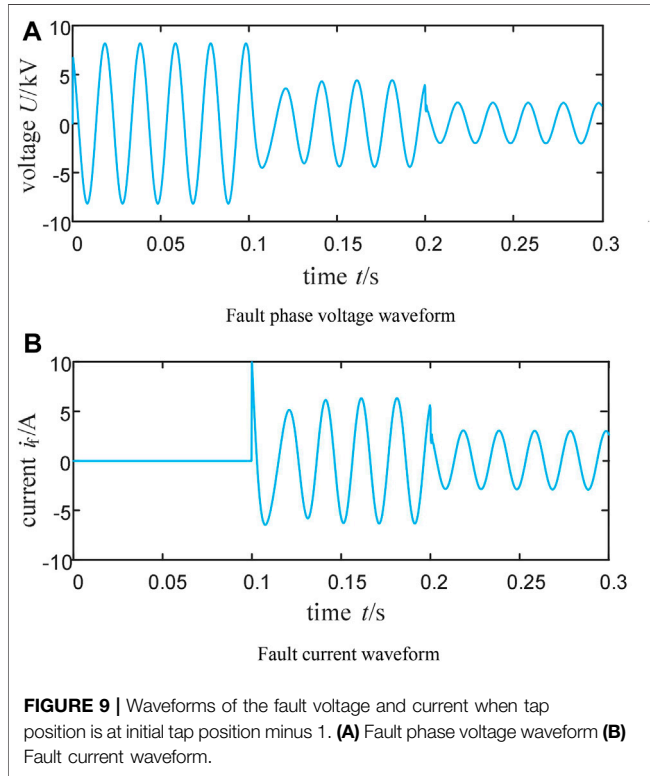 A
10
5
0
-5
-10
voltage U/kV
0 0.05 0.1 0.15 0.2 0.25 0.3
time t/s
Fault phase voltage waveform
B
10
5
0
-5
-10
current if/A
0 0.05 0.1 0.15 0.2 0.25 0.3
time t/s
Fault current waveform
FIGURE 9 | Waveforms of the fault voltage and current when tap
position is at initial tap position minus 1. (A) Fault phase voltage waveform (B)
Fault current waveform.